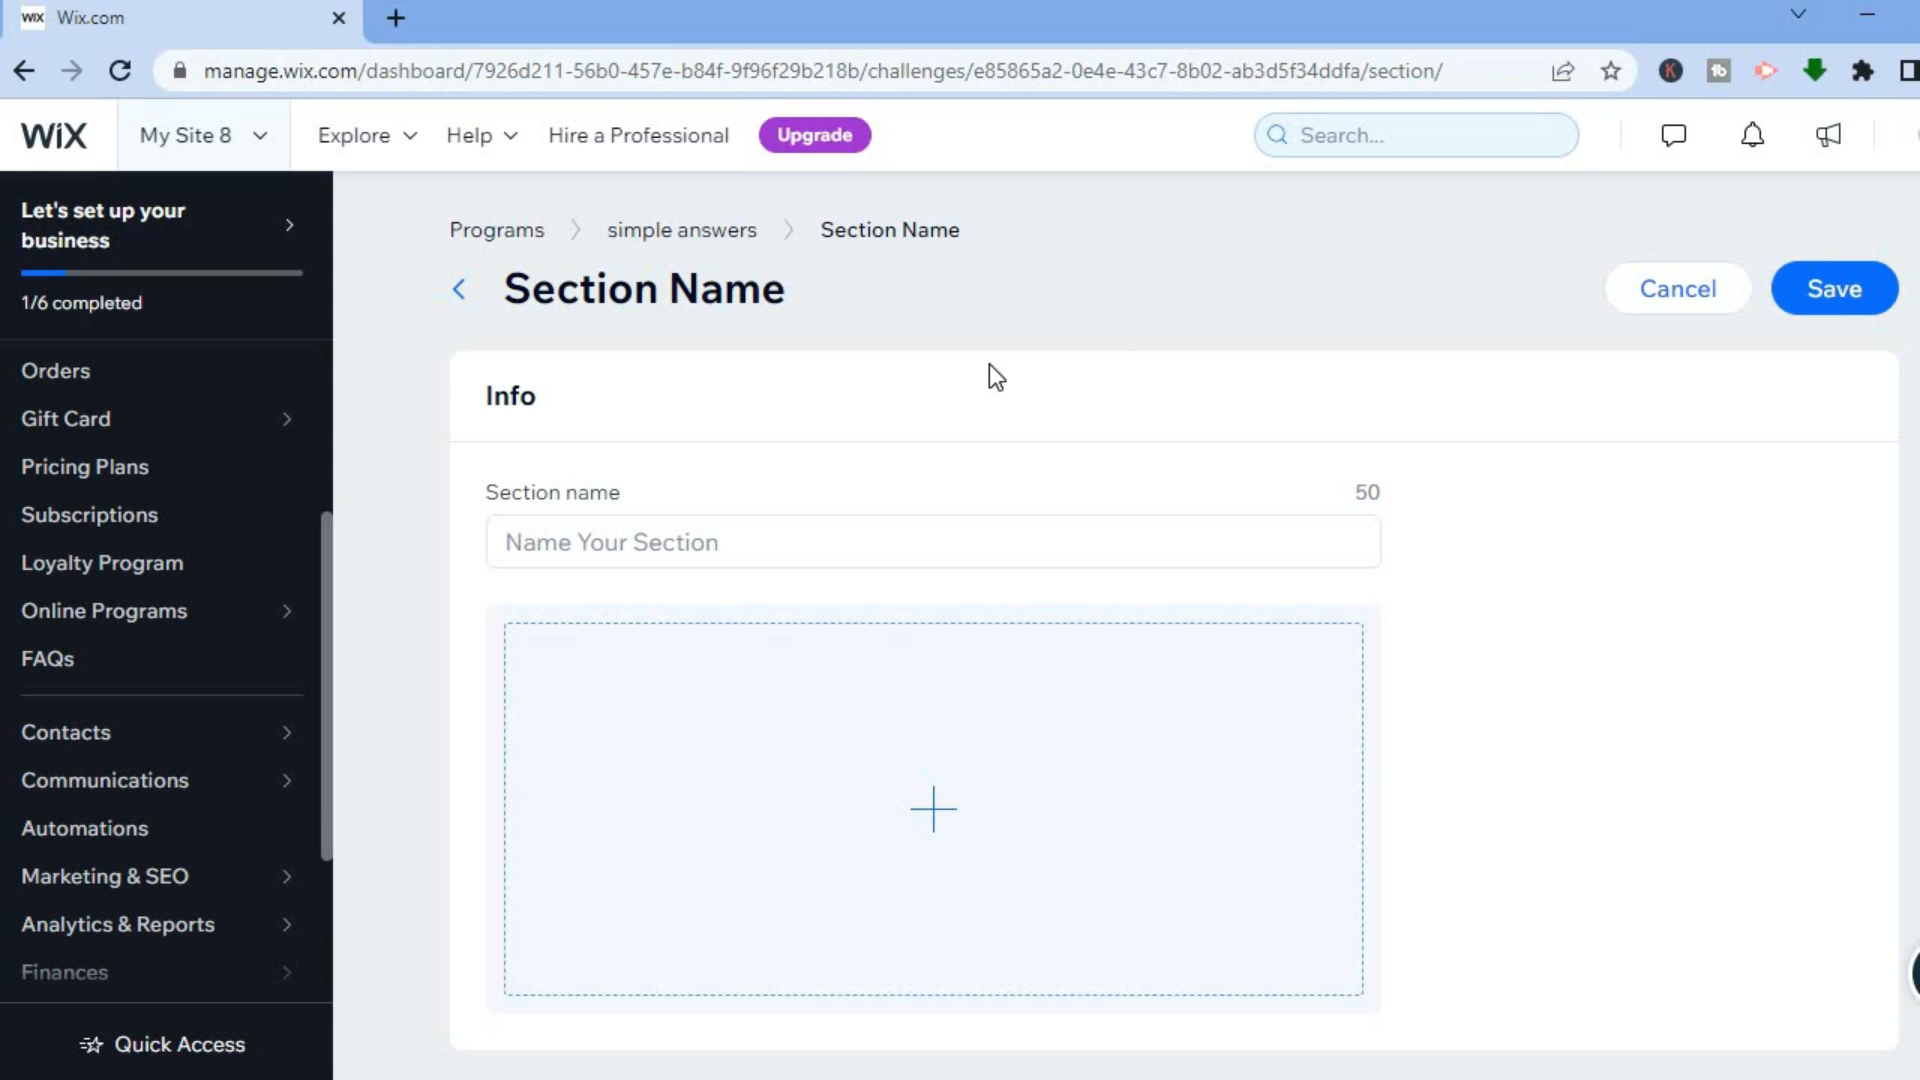 WIX Wix.com
manage.wix.com/dashboard/7926d211-56b0-457e-b84f-9f96f29b218b/challenges/e85865a2-0e4e-43c7-8b02-ab3d5f34ddfa/section/
K
tb
WiX
My Site 8
Explore
Help
Hire a Professional
Upgrade
Search...
Let's set up your
business
1/6 completed
Orders
Gift Card
Pricing Plans
Subscriptions
Loyalty Program
Online Programs
FAQs
Contacts
Communications
Automations
Marketing & SEO
Analytics & Reports
Finances
Quick Access
Programs
simple answers
Section Name
Section Name
Cancel
Save
Info
Section name
50
Name Your Section